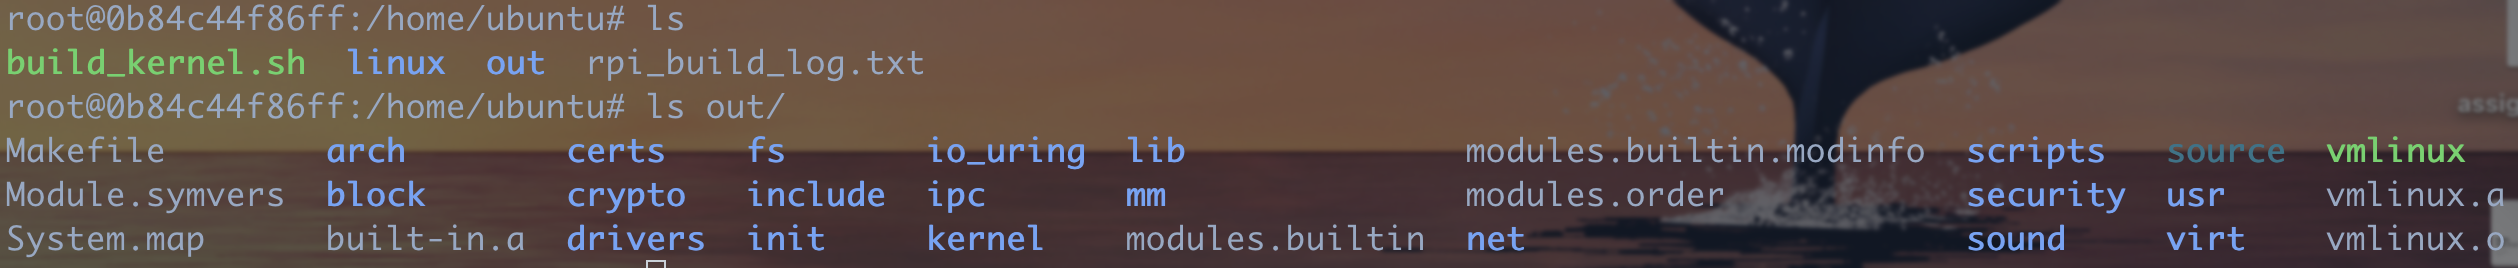 root@0b84c44f86ff:/home/ubuntu# ls
build_kernel.sh  linux  out  rpi_build_log.txt
root@0b84c44f86ff:/home/ubuntu# ls out/
Makefile        arch        certs    fs       io_uring  lib              modules.builtin.modinfo  scripts   source  vmlinux
Module.symvers  block       crypto   include  ipc       mm               modules.order            security  usr     vmlinux.a
System.map      built-in.a  drivers  init     kernel    modules.builtin  net                      sound     virt    vmlinux.o